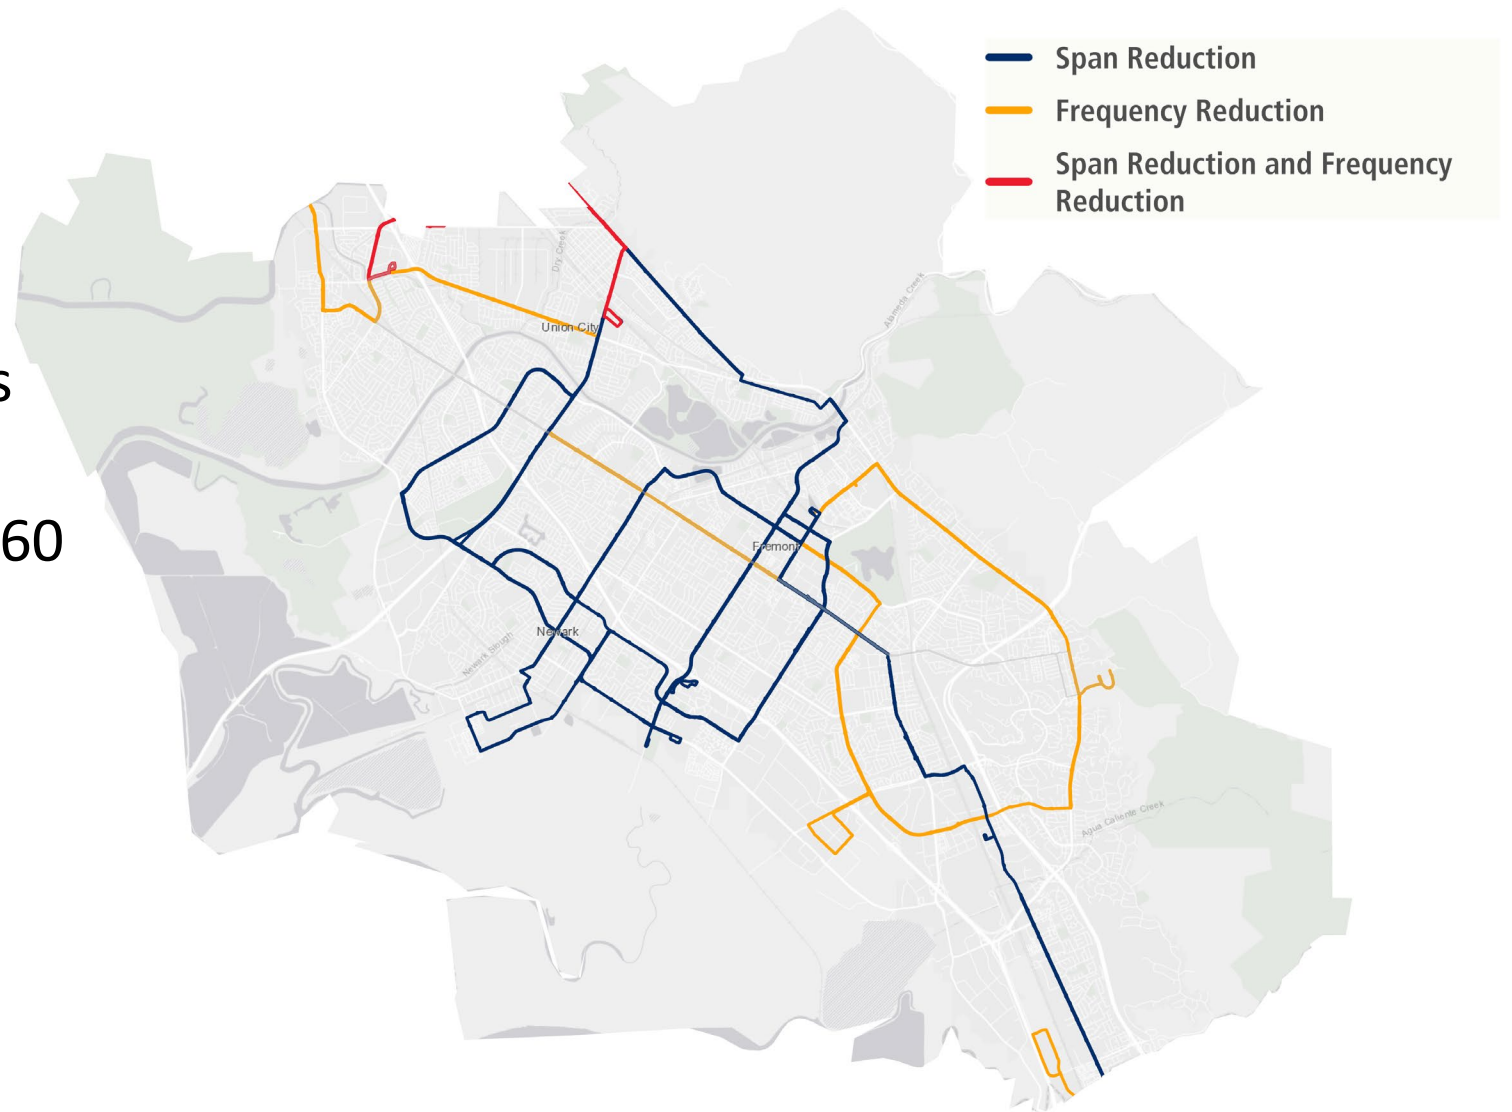 Span Reduction
Frequency Reduction
Span Reduction and Frequency
Reduction
Dry Creek
Alameda Creek
Union City
s
60
Fremont
Newark
Newark Slough
Agua Caliente Creek